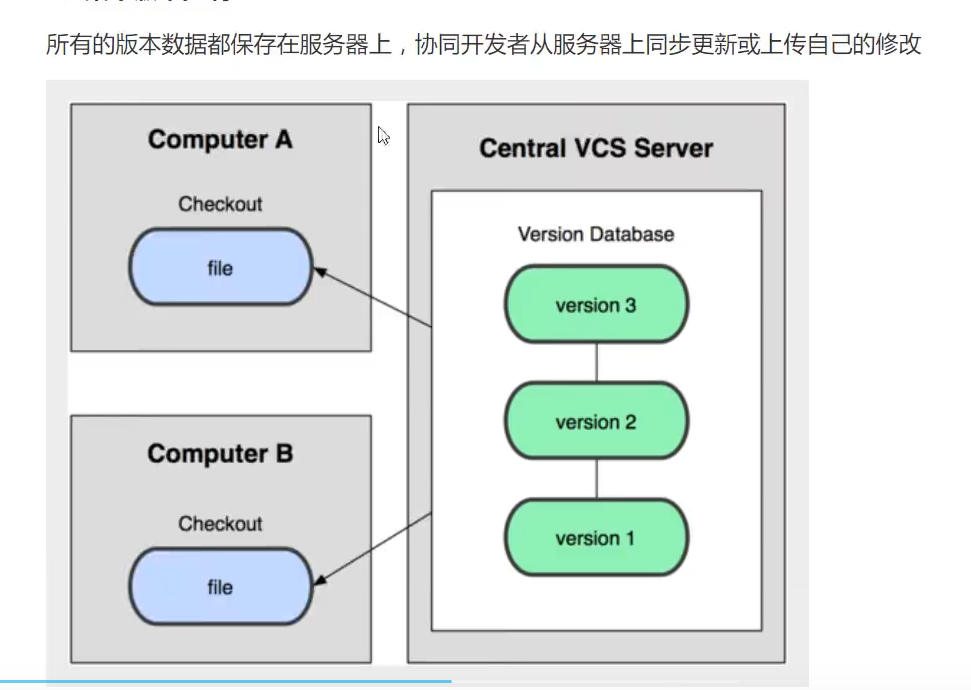 所有的版本数据都保存在服务器上，协同开发者从服务器上同步更新或上传自己的修改
Computer A
Checkout
file
Central VCS Server
Version Database
version 3
version 2
version 1
Computer B
Checkout
file